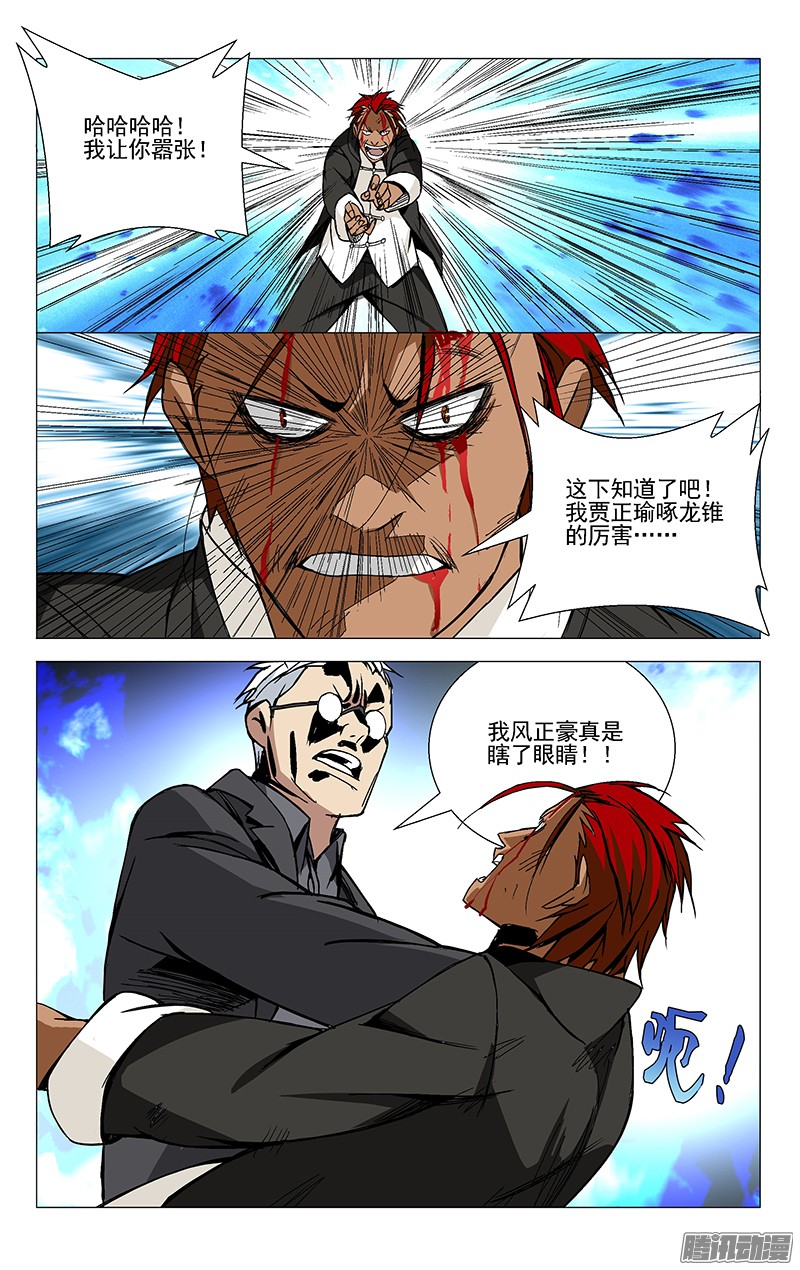 哈哈哈哈！
我让你嚣张！
这下知道了吧！
我贾正瑜啄龙锥
的厉害……
我风正豪真是
瞎了眼睛！！
呃！
腾讯动漫